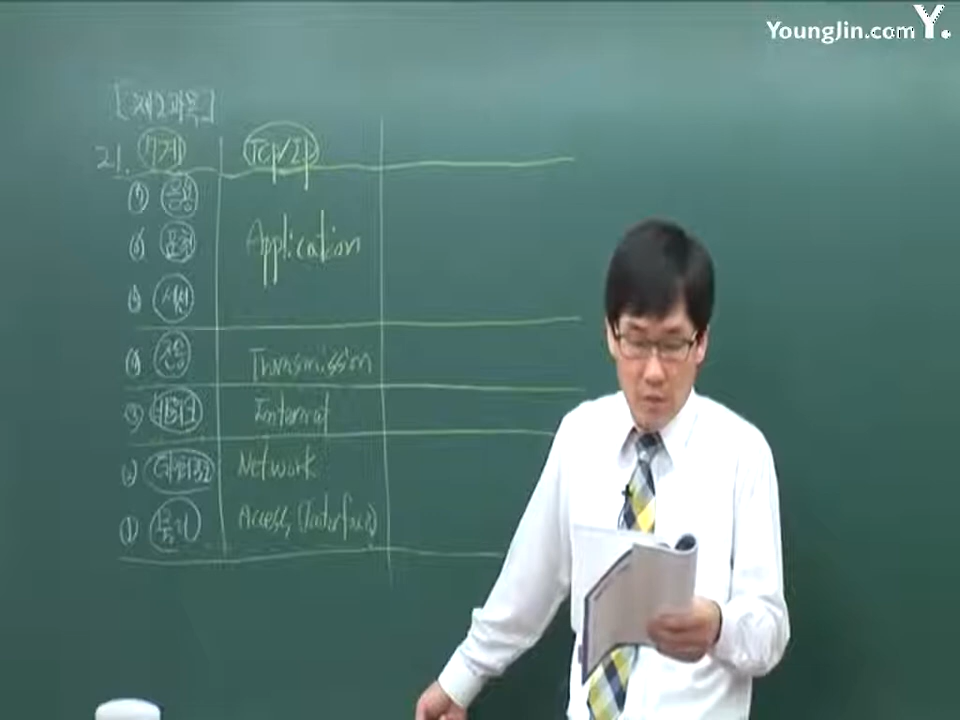 YoungJin.com Y.
[제2과목]
21. 7계 TCP/IP
⑦ 응용
⑥ 표현 Application
⑤ 세션
④ 전송 Transmission
③ 네트워크 Internet
② 데이터링크 Network
① 물리 Access, (Interface)